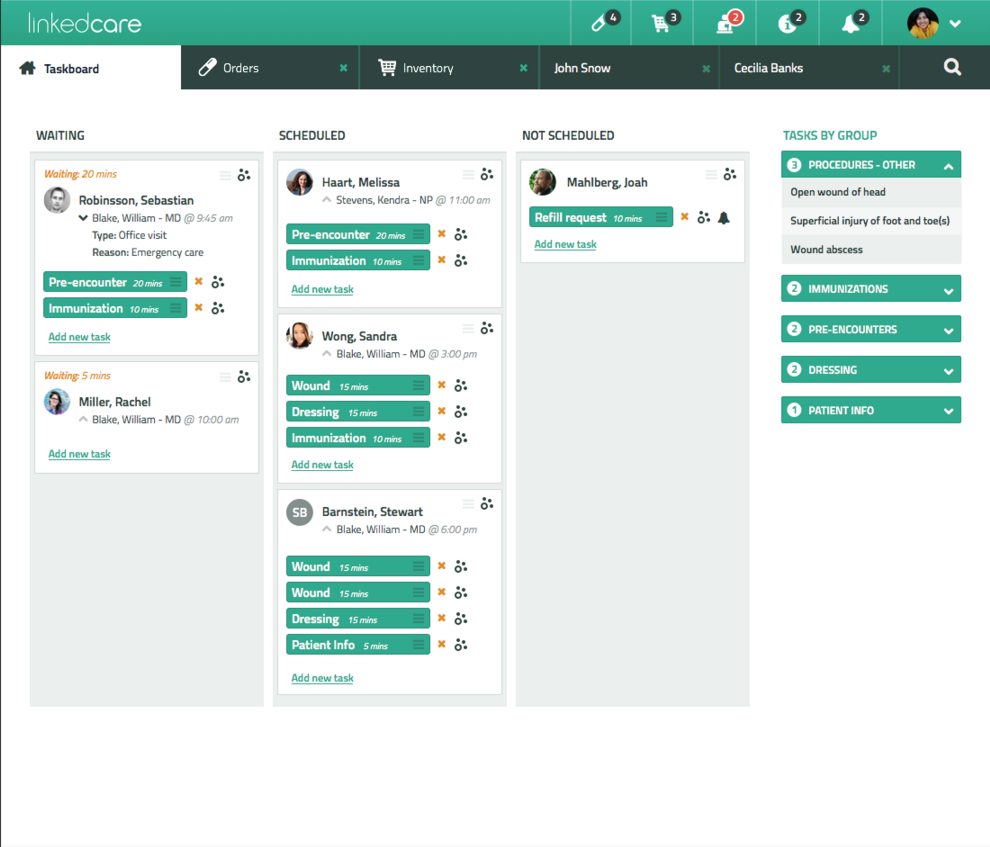 linkedcare
4
3
2
2
2
Taskboard
Orders
Inventory
John Snow
Cecilia Banks
WAITING
Waiting: 20 mins
Robinsson, Sebastian
Blake, William - MD @ 9:45 am
Type: Office visit
Reason: Emergency care
Pre-encounter 20 mins
Immunization 10 mins
Add new task
Waiting: 5 mins
Miller, Rachel
Blake, William - MD @ 10:00 am
Add new task
SCHEDULED
Haart, Melissa
Stevens, Kendra - NP @ 11:00 am
Pre-encounter 20 mins
Immunization 10 mins
Add new task
Wong, Sandra
Blake, William - MD @ 3:00 pm
Wound 15 mins
Dressing 15 mins
Immunization 10 mins
Add new task
SB
Barnstein, Stewart
Blake, William - MD @ 6:00 pm
Wound 15 mins
Wound 15 mins
Dressing 15 mins
Patient Info 5 mins
Add new task
NOT SCHEDULED
Mahlberg, Joah
Refill request 10 mins
Add new task
TASKS BY GROUP
3 PROCEDURES - OTHER
Open wound of head
Superficial injury of foot and toe(s)
Wound abscess
2 IMMUNIZATIONS
2 PRE-ENCOUNTERS
2 DRESSING
1 PATIENT INFO